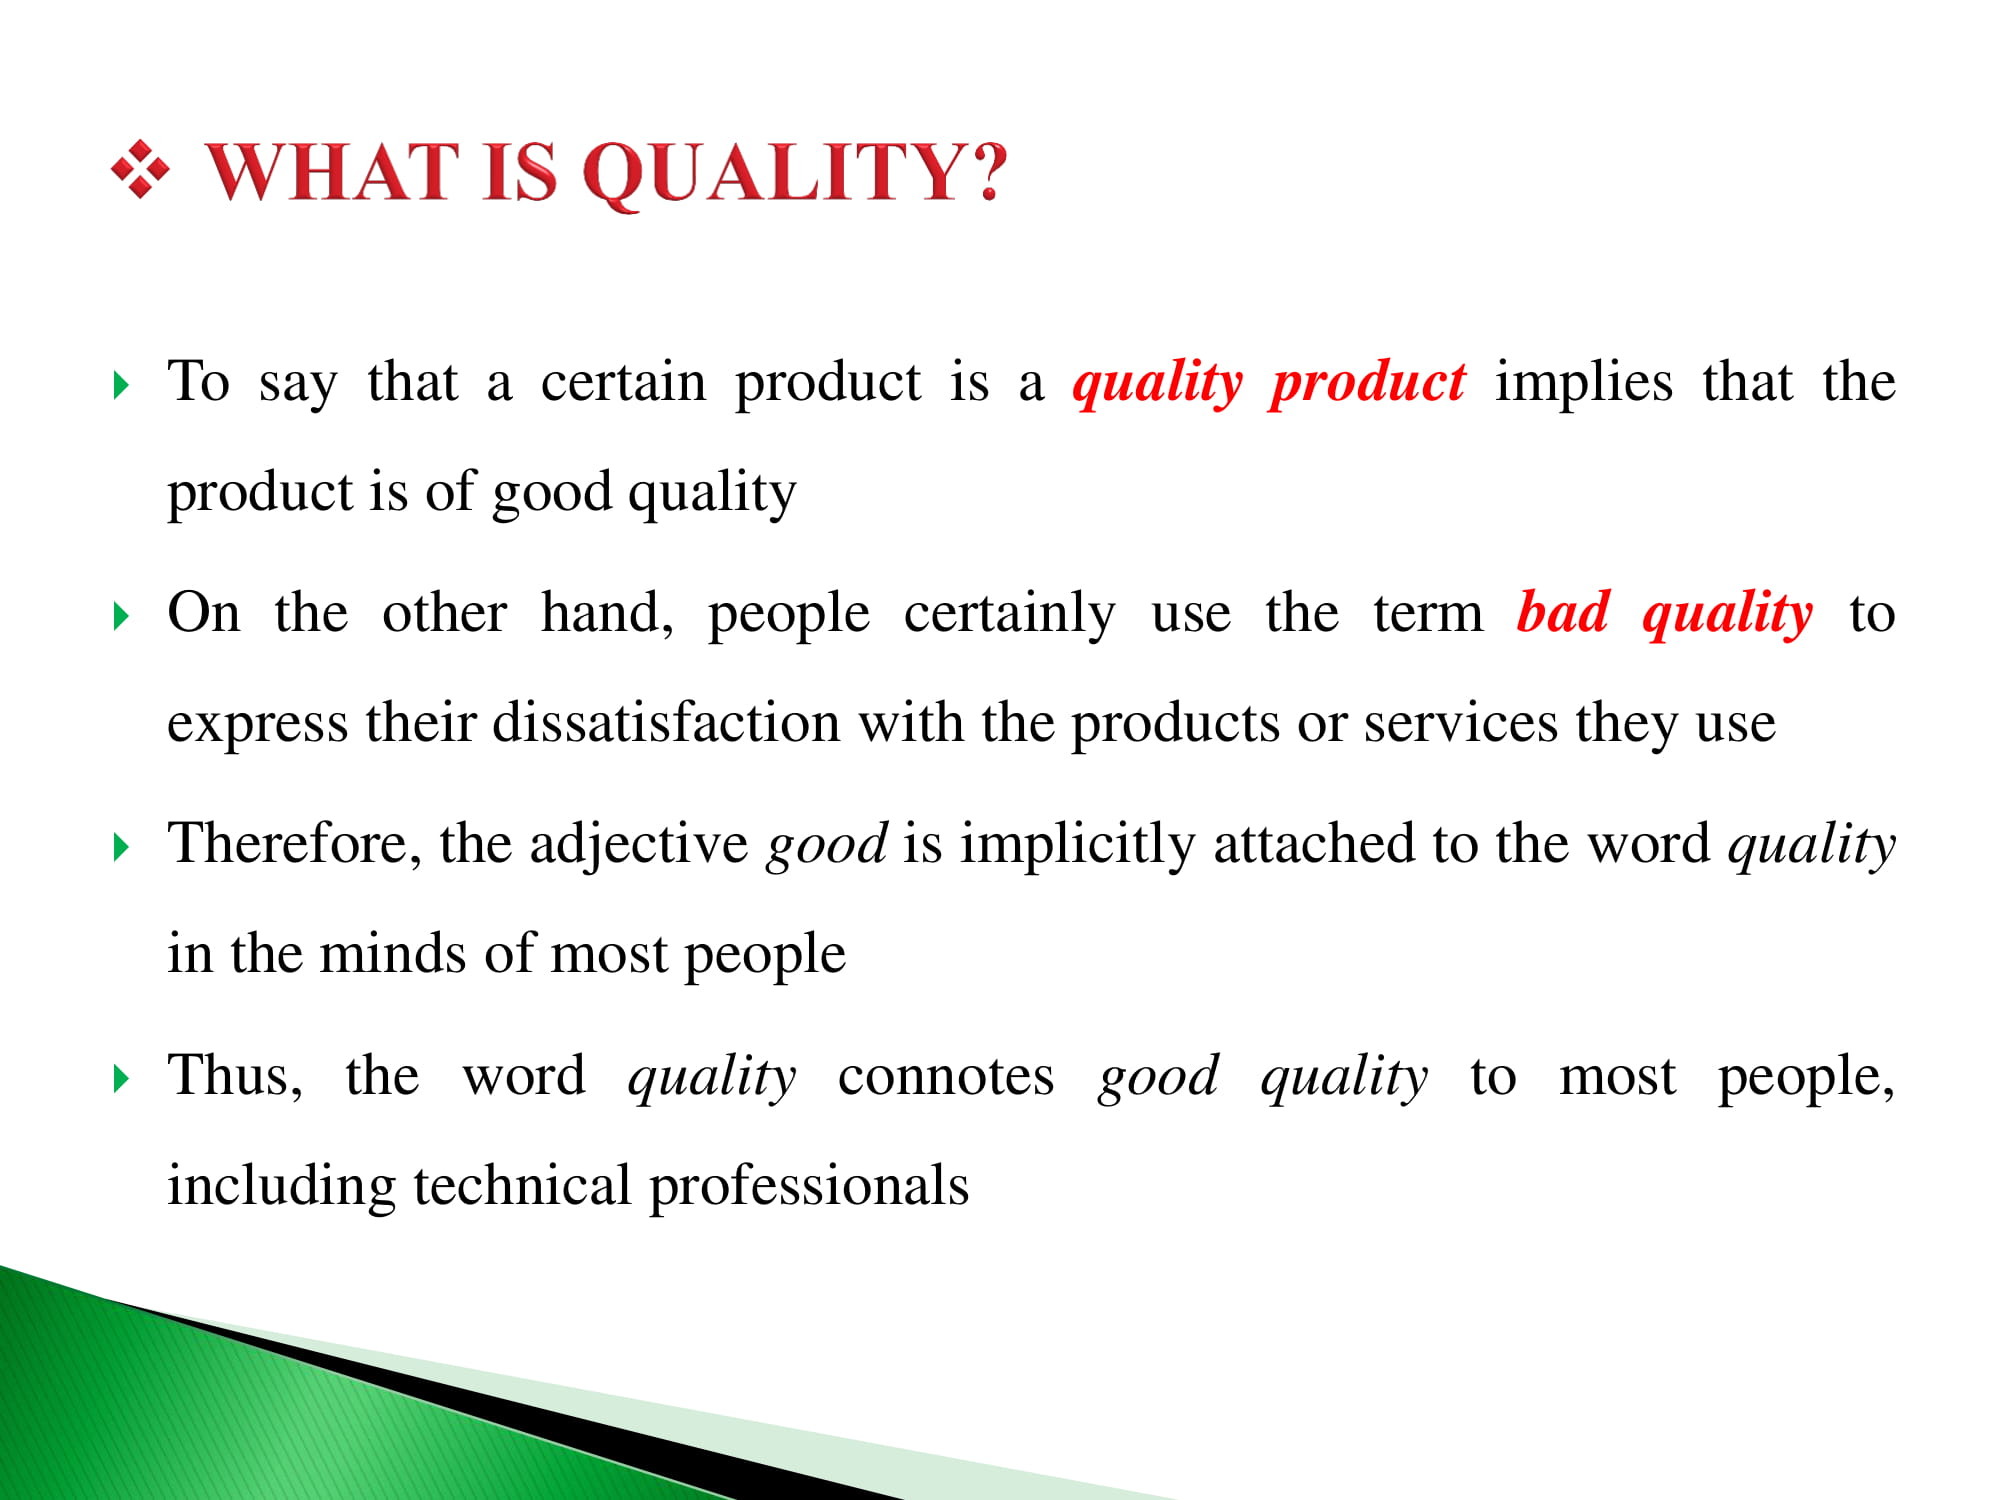 ❖ WHAT IS QUALITY?
To say that a certain product is a quality product implies that the
product is of good quality
On the other hand, people certainly use the term bad quality to
express their dissatisfaction with the products or services they use
Therefore, the adjective good is implicitly attached to the word quality
in the minds of most people
Thus, the word quality connotes good quality to most people,
including technical professionals